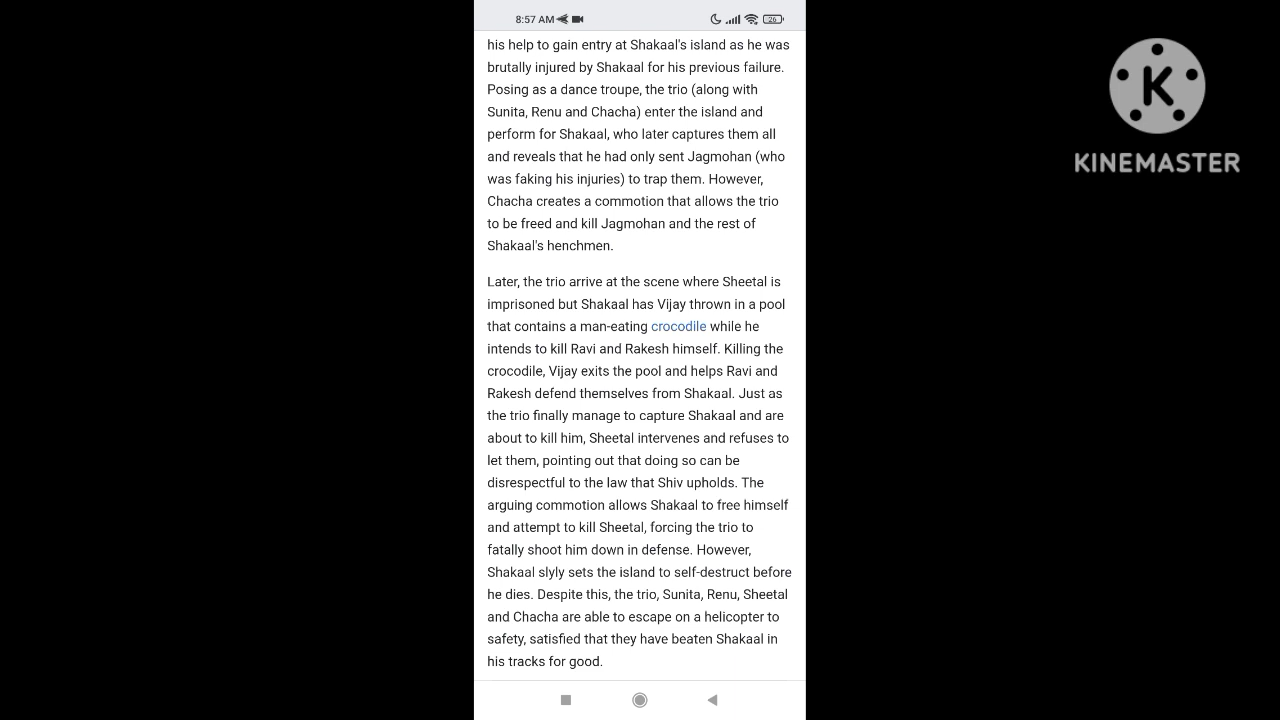 8:57 AM
26
his help to gain entry at Shakaal's island as he was
brutally injured by Shakaal for his previous failure.
Posing as a dance troupe, the trio (along with
Sunita, Renu and Chacha) enter the island and
perform for Shakaal, who later captures them all
and reveals that he had only sent Jagmohan (who
was faking his injuries) to trap them. However,
Chacha creates a commotion that allows the trio
to be freed and kill Jagmohan and the rest of
Shakaal's henchmen.
Later, the trio arrive at the scene where Sheetal is
imprisoned but Shakaal has Vijay thrown in a pool
that contains a man-eating crocodile while he
intends to kill Ravi and Rakesh himself. Killing the
crocodile, Vijay exits the pool and helps Ravi and
Rakesh defend themselves from Shakaal. Just as
the trio finally manage to capture Shakaal and are
about to kill him, Sheetal intervenes and refuses to
let them, pointing out that doing so can be
disrespectful to the law that Shiv upholds. The
arguing commotion allows Shakaal to free himself
and attempt to kill Sheetal, forcing the trio to
fatally shoot him down in defense. However,
Shakaal slyly sets the island to self-destruct before
he dies. Despite this, the trio, Sunita, Renu, Sheetal
and Chacha are able to escape on a helicopter to
safety, satisfied that they have beaten Shakaal in
his tracks for good.
K
KINEMASTER